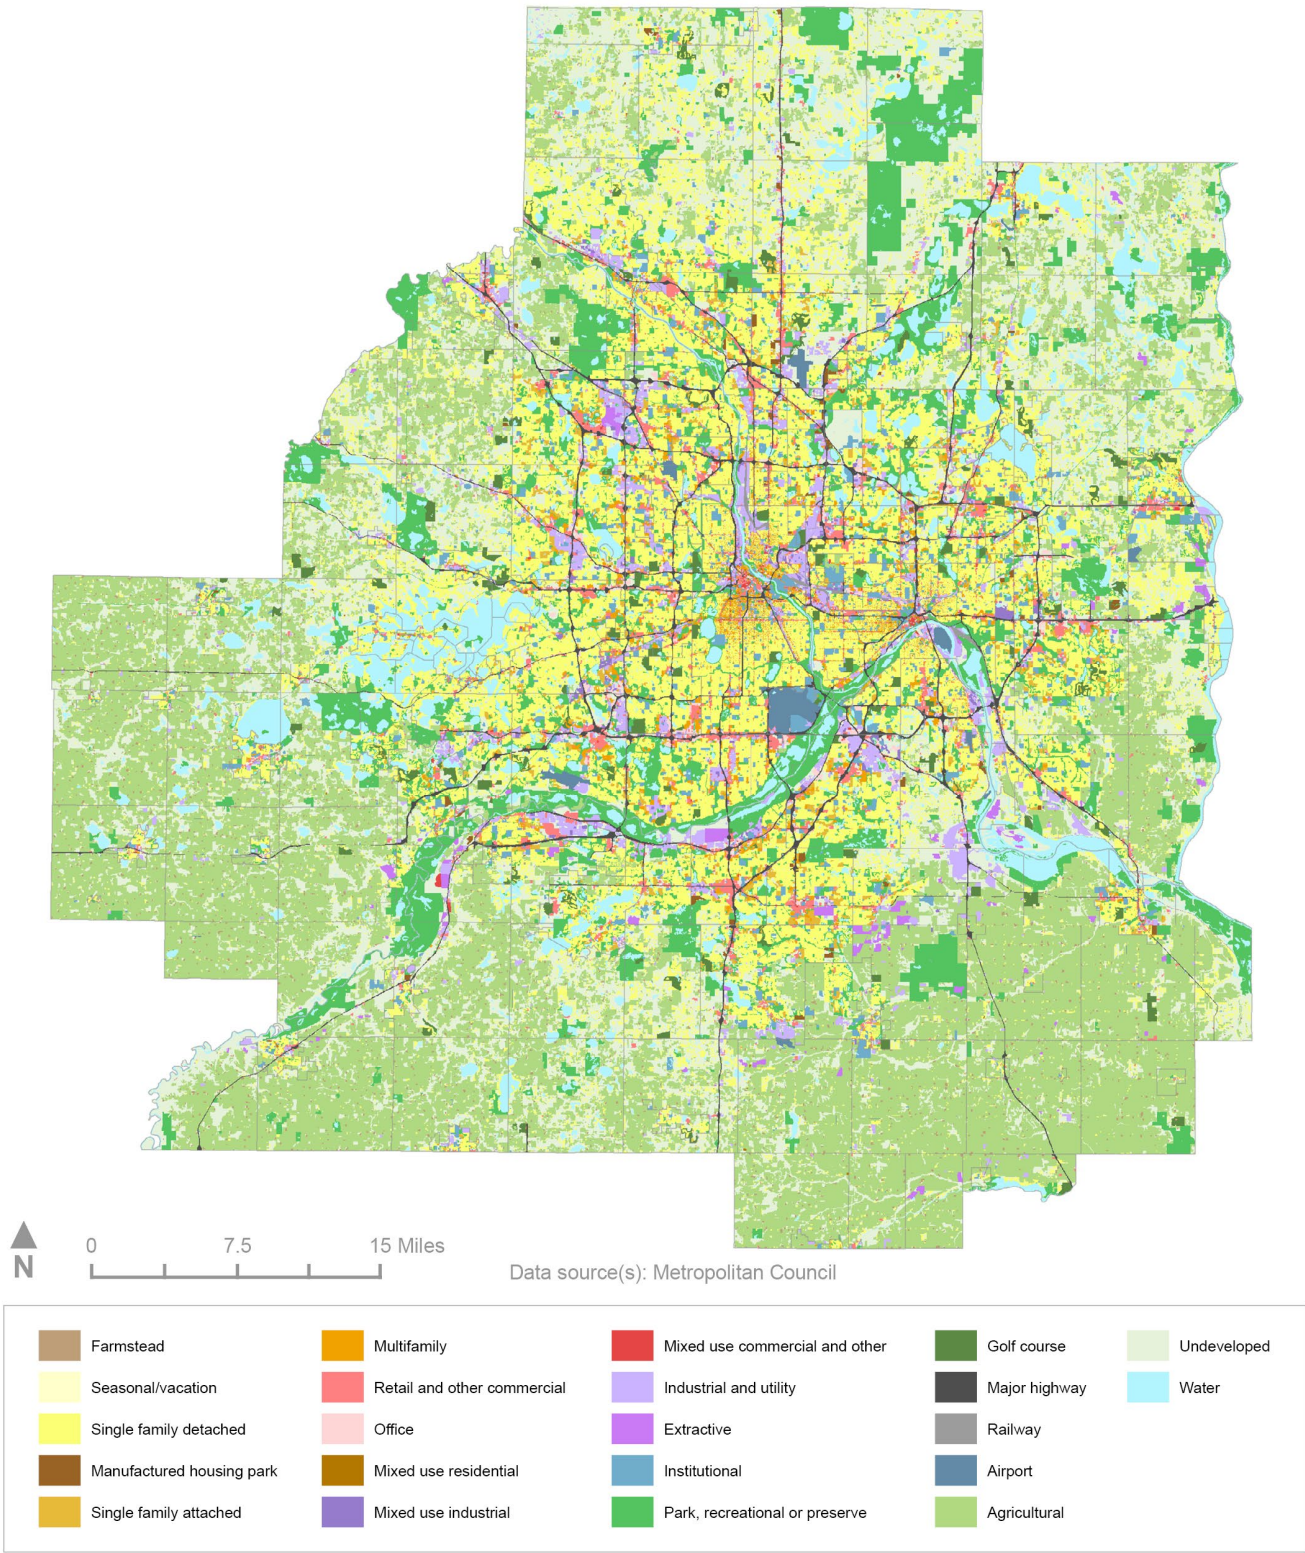 N
0 7.5 15 Miles
Data source(s): Metropolitan Council
Farmstead
Seasonal/vacation
Single family detached
Manufactured housing park
Single family attached
Multifamily
Retail and other commercial
Office
Mixed use residential
Mixed use industrial
Mixed use commercial and other
Industrial and utility
Extractive
Institutional
Park, recreational or preserve
Golf course
Major highway
Railway
Airport
Agricultural
Undeveloped
Water